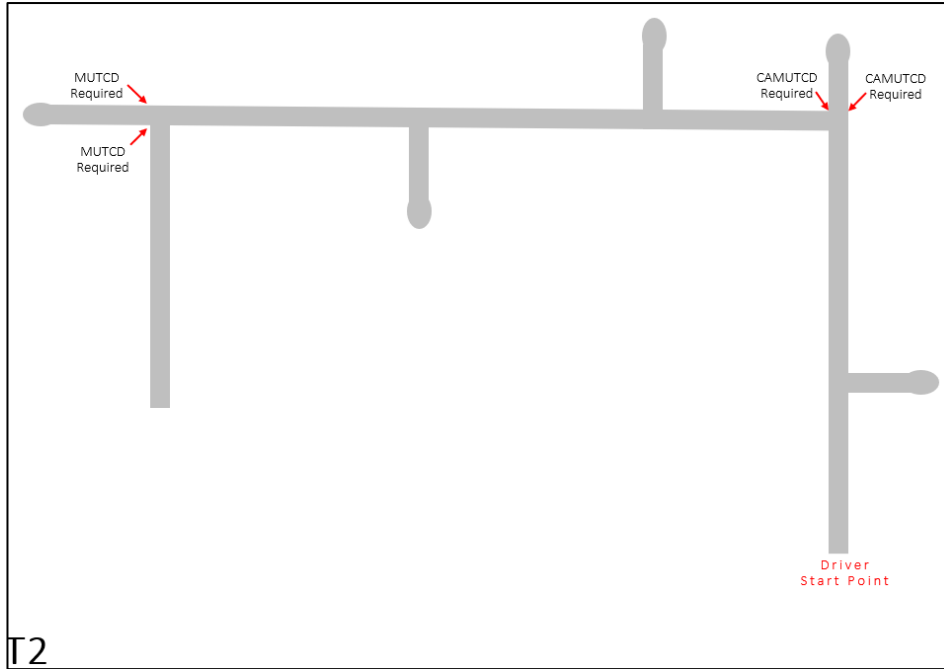 MUTCD
Required
MUTCD
Required
CAMUTCD
Required
CAMUTCD
Required
Driver
Start Point
T2